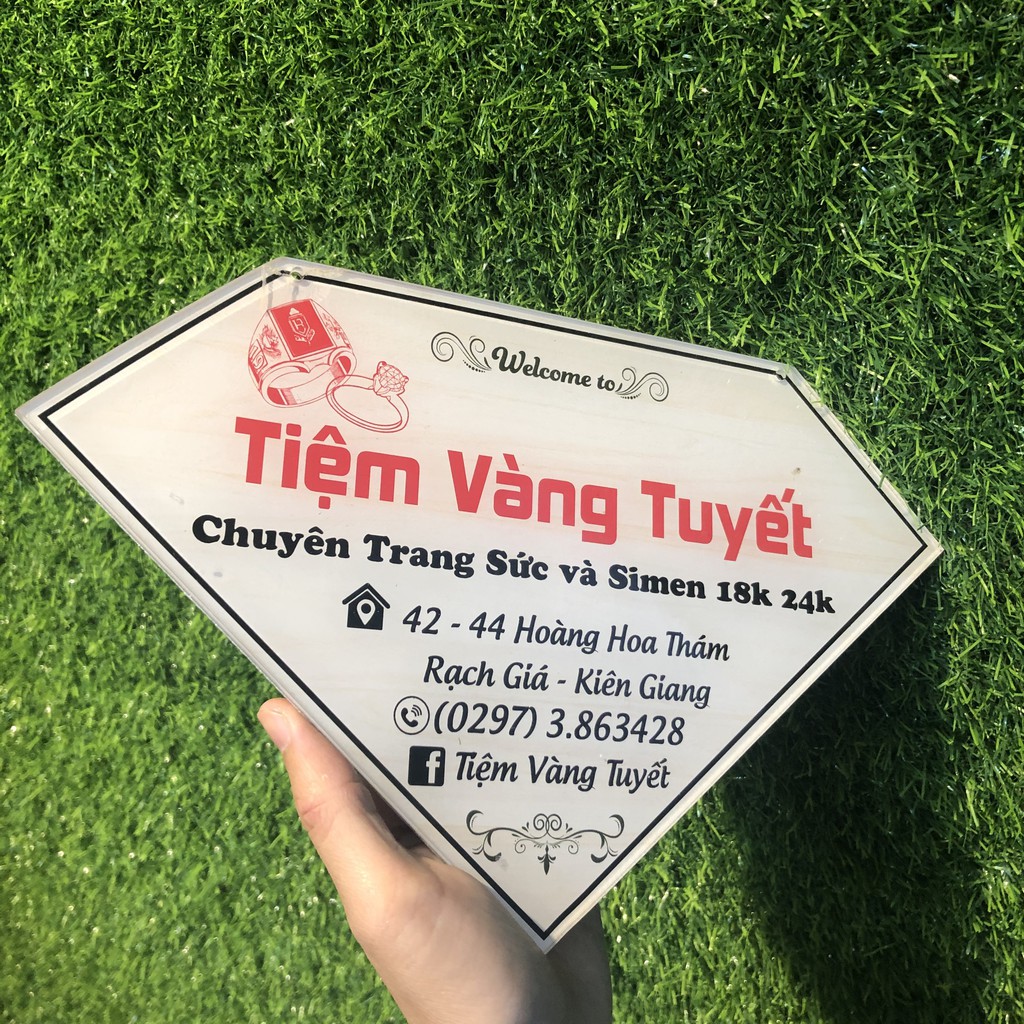 Welcome to
Tiệm Vàng Tuyết
Chuyên Trang Sức và Simen 18k 24k
42 - 44 Hoàng Hoa Thám
Rạch Giá - Kiên Giang
(0297) 3.863428
f Tiệm Vàng Tuyết